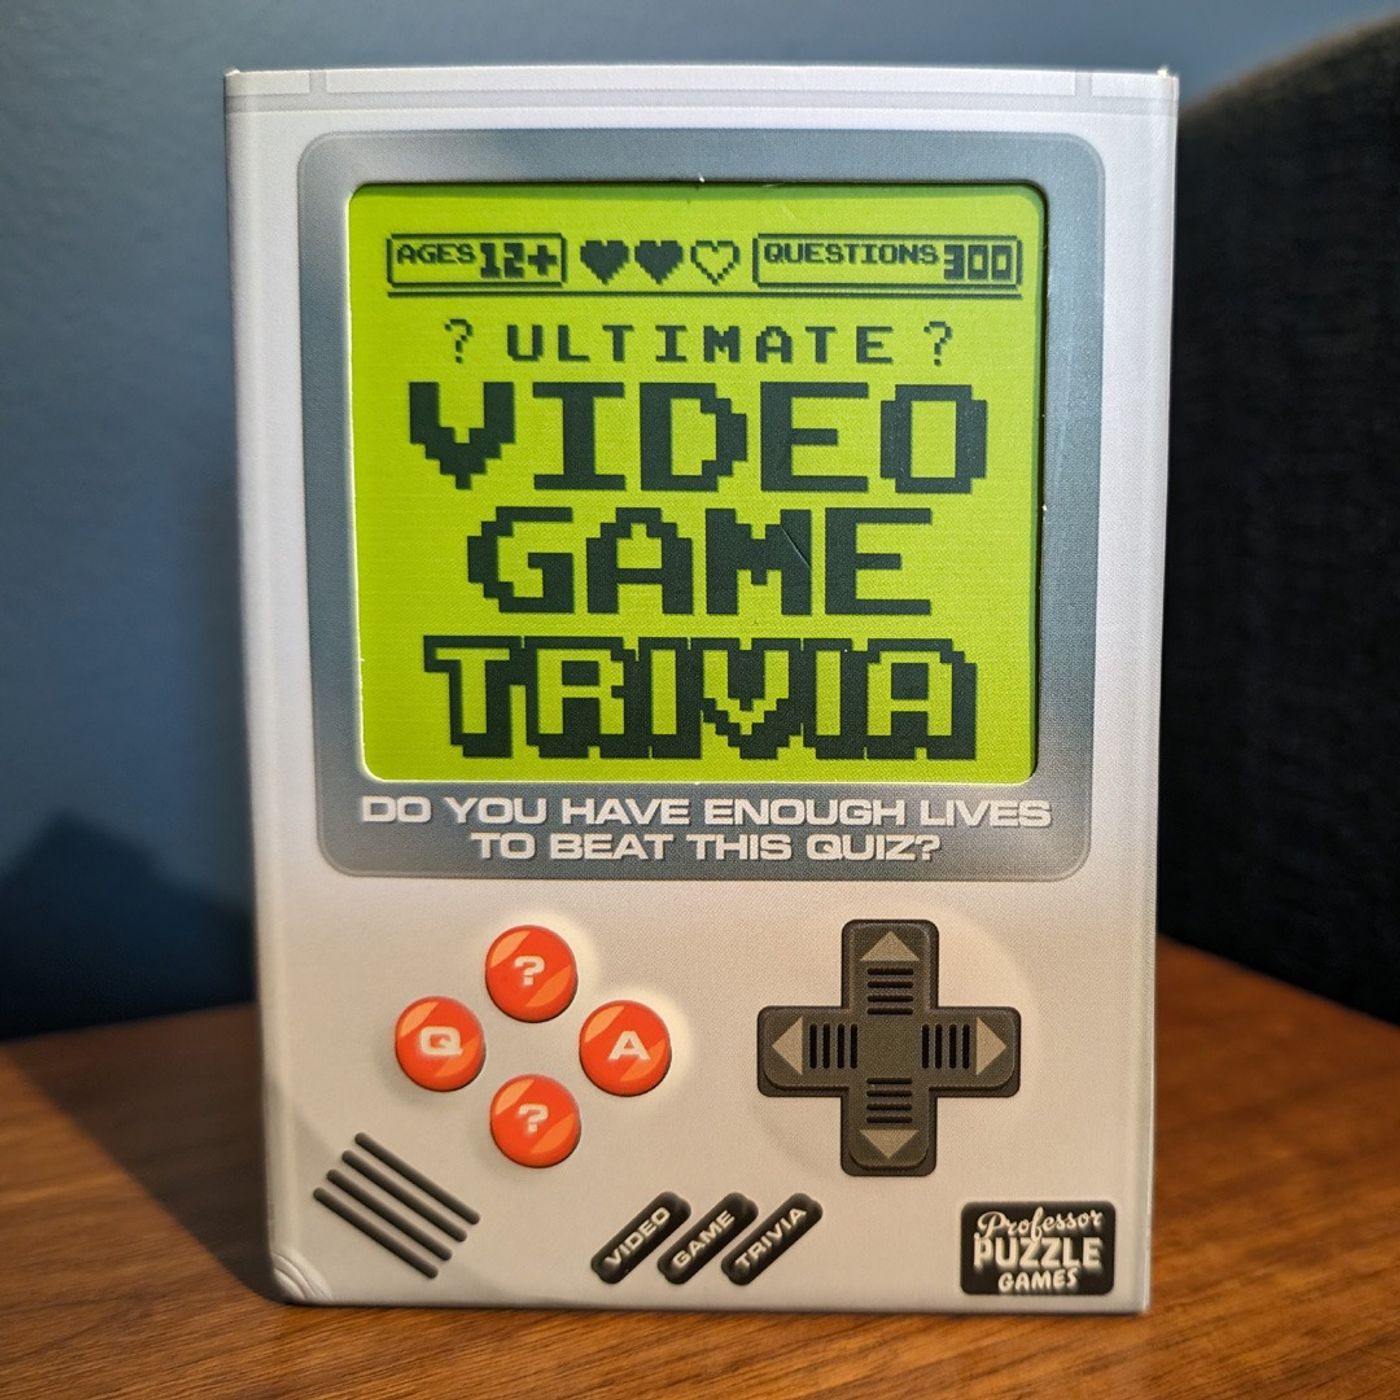 AGES 12+ QUESTIONS 300
? ULTIMATE ?
VIDEO
GAME
TRIVIA
DO YOU HAVE ENOUGH LIVES
TO BEAT THIS QUIZ?
?
Q A
?
VIDEO GAME TRIVIA
Professor
PUZZLE
GAMES